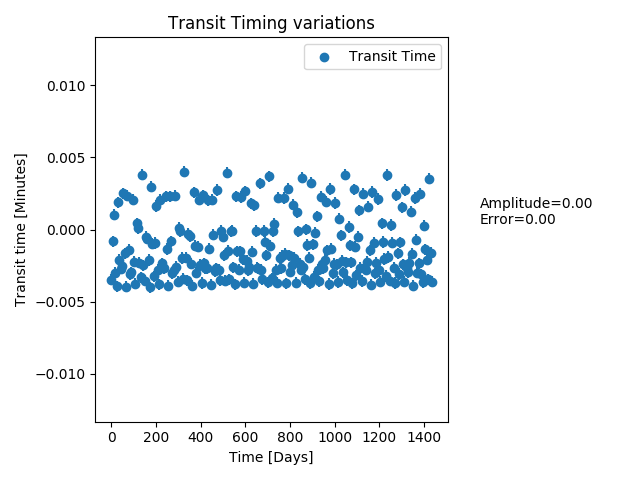 Transit Timing variations
Transit Time
0.010
0.005
0.000
−0.005
−0.010
Transit time [Minutes]
Amplitude=0.00
Error=0.00
0 200 400 600 800 1000 1200 1400
Time [Days]